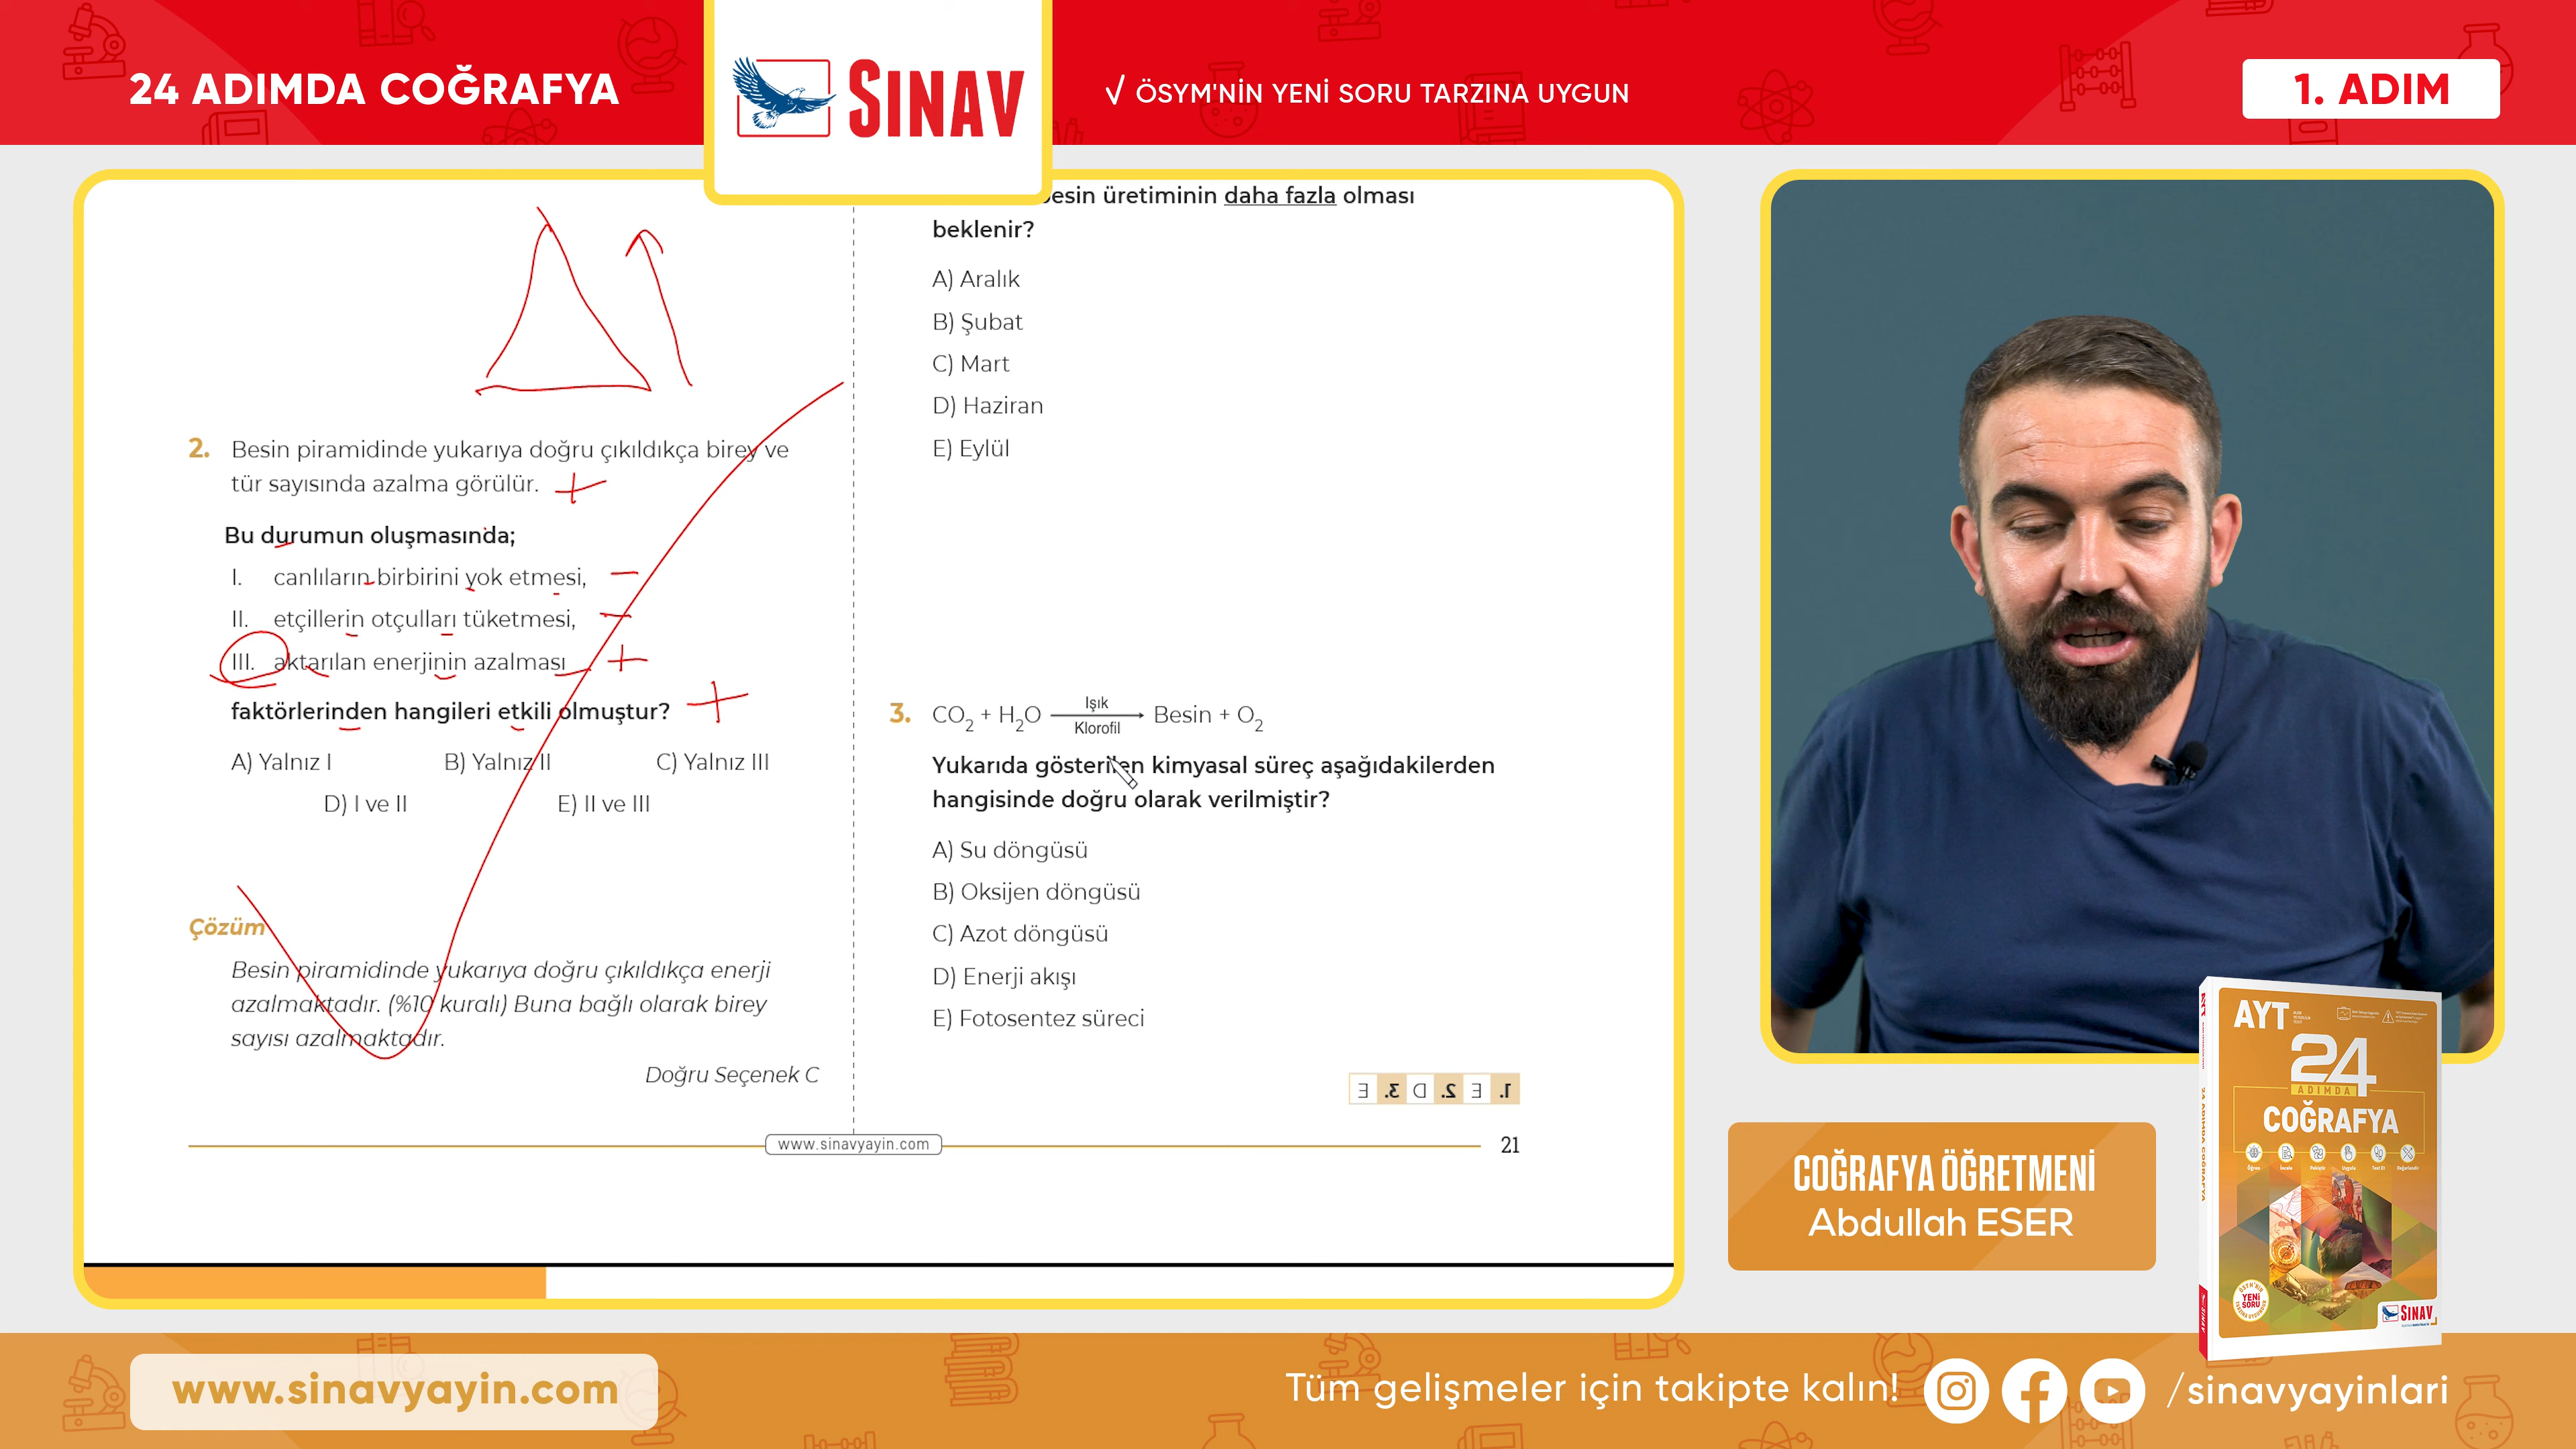 24 ADIMDA COĞRAFYA
SINAV
√ ÖSYM'NİN YENİ SORU TARZINA UYGUN
1. ADIM
2. Besin piramidinde yukarıya doğru çıkıldıkça birey ve
tür sayısında azalma görülür.
Bu durumun oluşmasında;
I. canlıların birbirini yok etmesi,
II. etçillerin otçulları tüketmesi,
III. aktarılan enerjinin azalması
faktörlerinden hangileri etkili olmuştur?
A) Yalnız I B) Yalnız II C) Yalnız III
D) I ve II E) II ve III
Çözüm
Besin piramidinde yukarıya doğru çıkıldıkça enerji
azalmaktadır. (%10 kuralı) Buna bağlı olarak birey
sayısı azalmaktadır.
Doğru Seçenek C
besin üretiminin daha fazla olması
beklenir?
A) Aralık
B) Şubat
C) Mart
D) Haziran
E) Eylül
3. CO2 + H2O Işık Klorofil Besin + O2
Yukarıda gösterilen kimyasal süreç aşağıdakilerden
hangisinde doğru olarak verilmiştir?
A) Su döngüsü
B) Oksijen döngüsü
C) Azot döngüsü
D) Enerji akışı
E) Fotosentez süreci
1. E 2. D 3. E
www.sinavyayin.com
21
COĞRAFYA ÖĞRETMENİ
Abdullah ESER
AYT
24
ADIMDA
COĞRAFYA
YENİ
SORU
SINAV
www.sinavyayin.com
Tüm gelişmeler için takipte kalın!
/sinavyayinlari